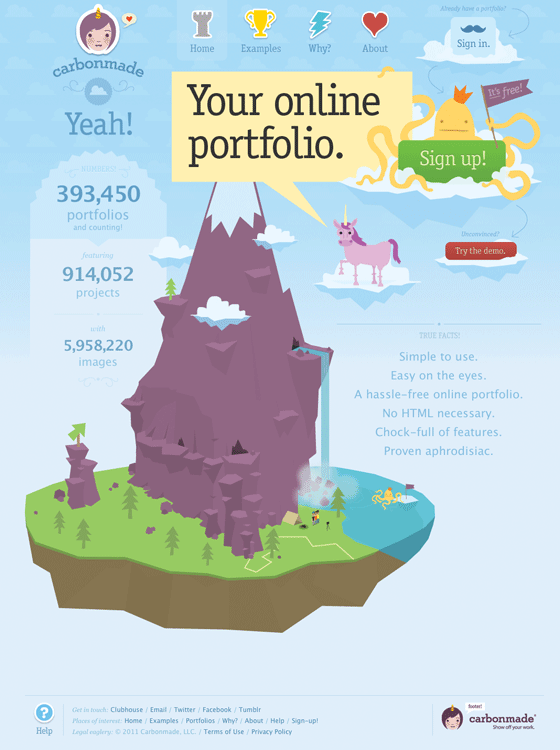 Already have a portfolio?
Sign in.
Home
Examples
Why?
About
carbonmade
Yeah!
Your online
portfolio.
It's free!
Sign up!
NUMBERS!
393,450
portfolios
and counting!
featuring
914,052
projects
with
5,958,220
images
Unconvinced?
Try the demo.
TRUE FACTS!
Simple to use.
Easy on the eyes.
A hassle-free online portfolio.
No HTML necessary.
Chock-full of features.
Proven aphrodisiac.
Help
Get in touch: Clubhouse / Email / Twitter / Facebook / Tumblr
Places of interest: Home / Examples / Portfolios / Why? / About / Help / Sign-up!
Legal eaglery: © 2011 Carbonmade, LLC. / Terms of Use / Privacy Policy
footer!
carbonmade
Show off your work.